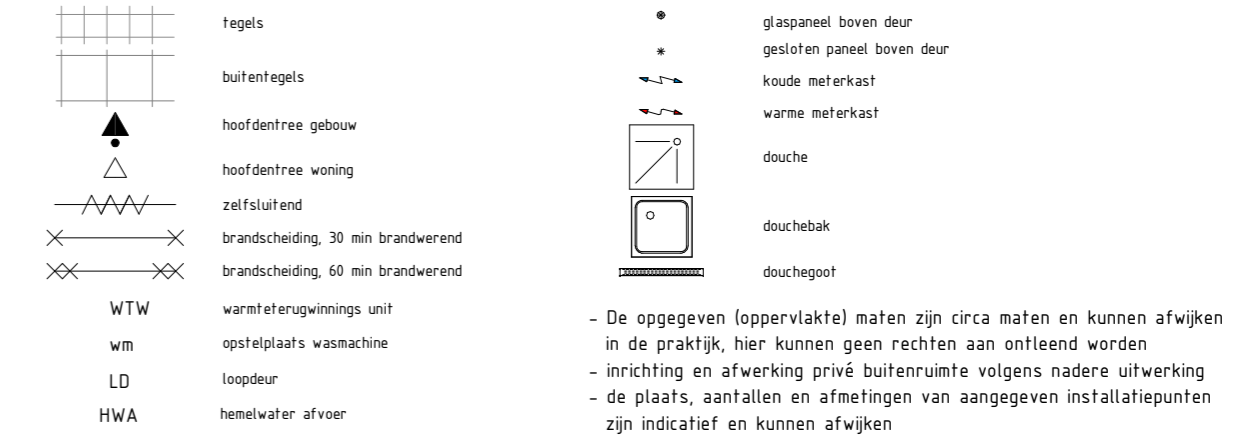 tegels
buitentegels
hoofdentree gebouw
hoofdentree woning
zelfsluitend
brandscheiding, 30 min brandwerend
brandscheiding, 60 min brandwerend
WTW warmteterugwinnings unit
wm opstelplaats wasmachine
LD loopdeur
HWA hemelwater afvoer
glaspaneel boven deur
gesloten paneel boven deur
koude meterkast
warme meterkast
douche
douchebak
douchegoot
- De opgegeven (oppervlakte) maten zijn circa maten en kunnen afwijken
in de praktijk, hier kunnen geen rechten aan ontleend worden
- inrichting en afwerking privé buitenruimte volgens nadere uitwerking
- de plaats, aantallen en afmetingen van aangegeven installatiepunten
zijn indicatief en kunnen afwijken